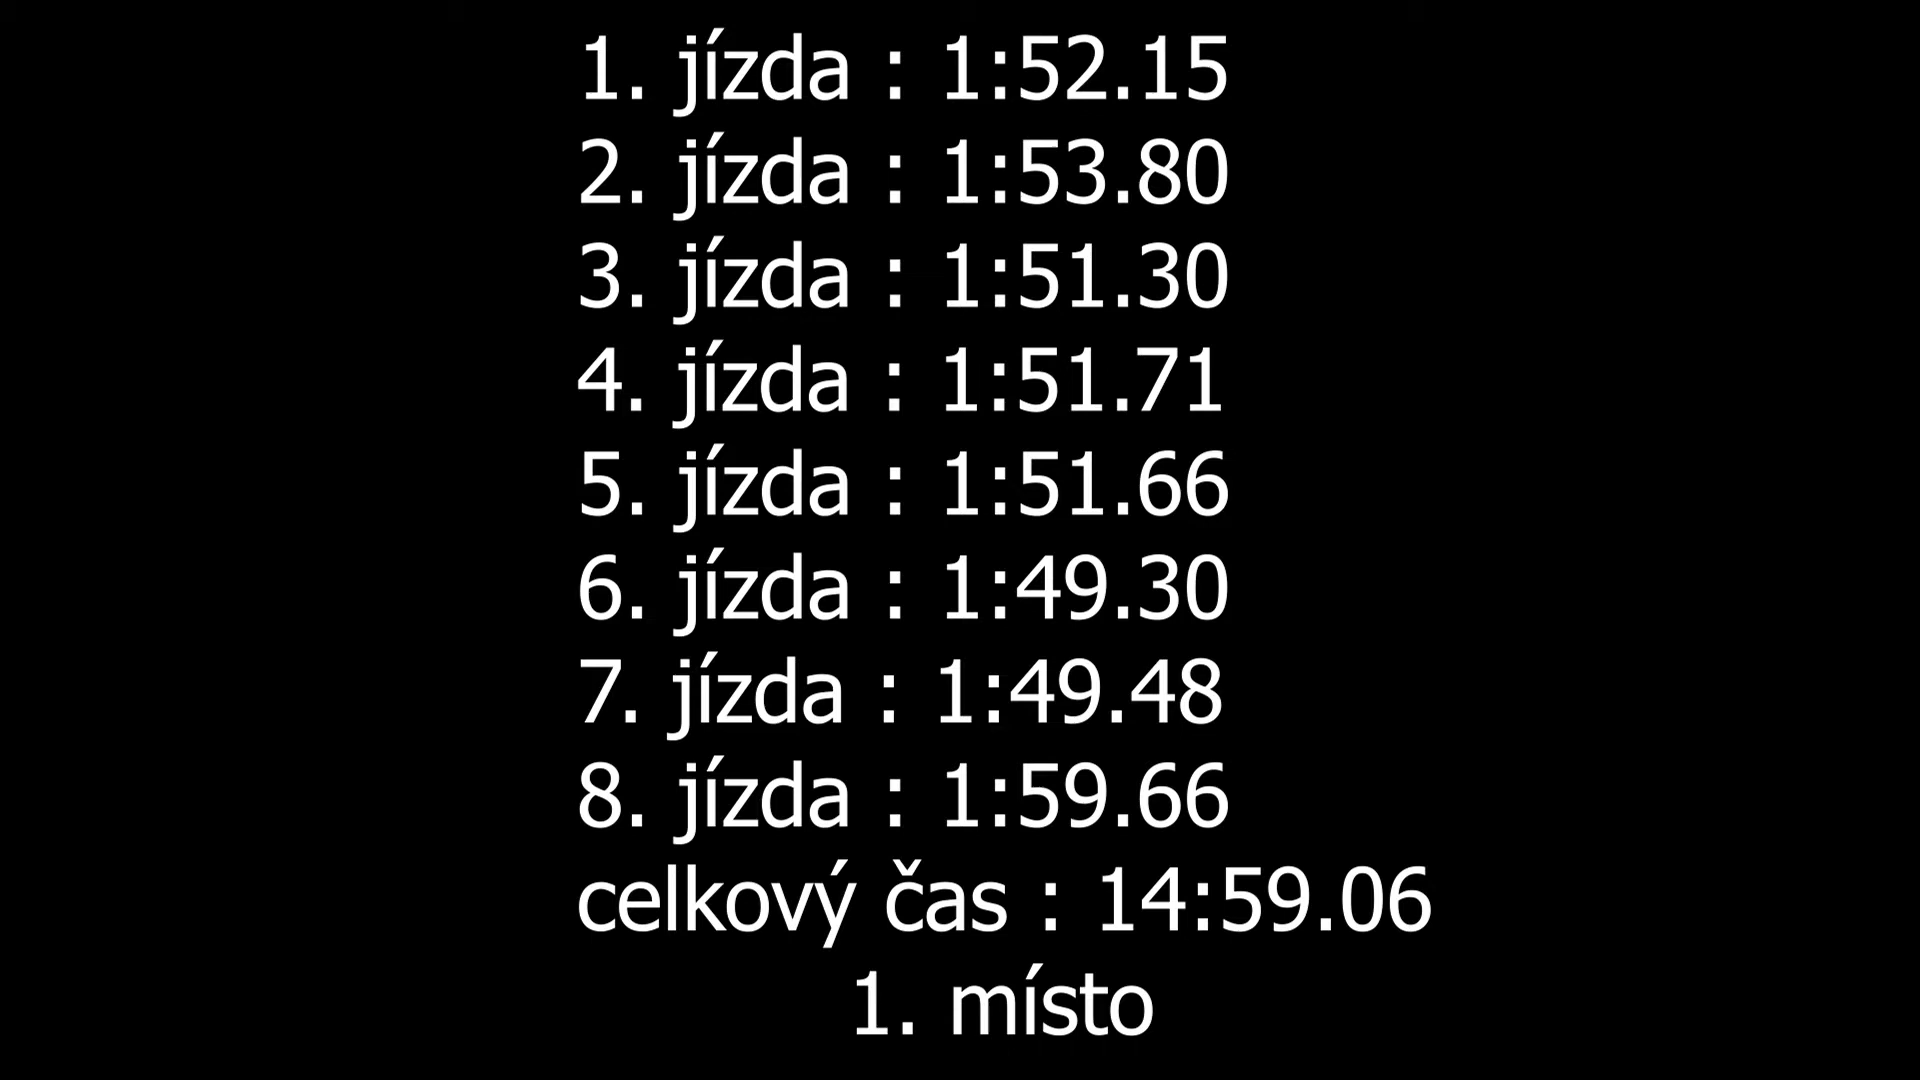 1. jízda : 1:52.15
2. jízda : 1:53.80
3. jízda : 1:51.30
4. jízda : 1:51.71
5. jízda : 1:51.66
6. jízda : 1:49.30
7. jízda : 1:49.48
8. jízda : 1:59.66
celkový čas : 14:59.06
1. místo